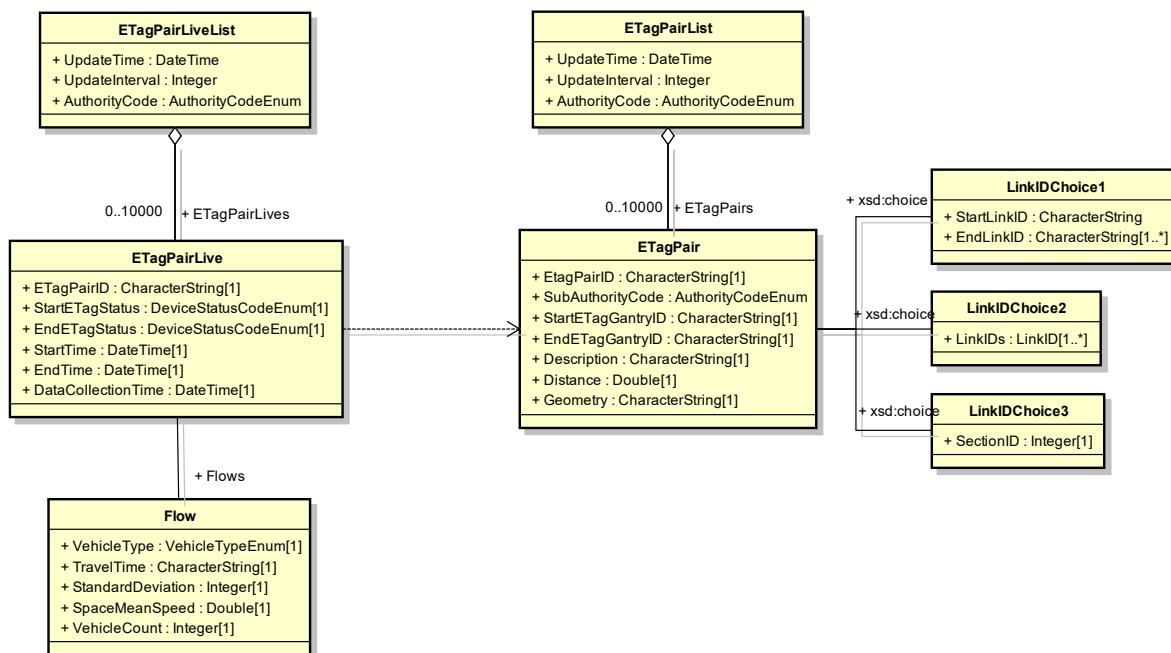 ETagPairLiveList
+ UpdateTime : DateTime
+ UpdateInterval : Integer
+ AuthorityCode : AuthorityCodeEnum
ETagPairList
+ UpdateTime : DateTime
+ UpdateInterval : Integer
+ AuthorityCode : AuthorityCodeEnum
0..10000
+ ETagPairLives
0..10000
+ ETagPairs
ETagPairLive
+ ETagPairID : CharacterString[1]
+ StartETagStatus : DeviceStatusCodeEnum[1]
+ EndETagStatus : DeviceStatusCodeEnum[1]
+ StartTime : DateTime[1]
+ EndTime : DateTime[1]
+ DataCollectionTime : DateTime[1]
ETagPair
+ EtagPairID : CharacterString[1]
+ SubAuthorityCode : AuthorityCodeEnum
+ StartETagGantryID : CharacterString[1]
+ EndETagGantryID : CharacterString[1]
+ Description : CharacterString[1]
+ Distance : Double[1]
+ Geometry : CharacterString[1]
+ xsd:choice
LinkIDChoice1
+ StartLinkID : CharacterString
+ EndLinkID : CharacterString[1..*]
+ xsd:choice
LinkIDChoice2
+ LinkIDs : LinkID[1..*]
+ xsd:choice
LinkIDChoice3
+ SectionID : Integer[1]
+ Flows
Flow
+ VehicleType : VehicleTypeEnum[1]
+ TravelTime : CharacterString[1]
+ StandardDeviation : Integer[1]
+ SpaceMeanSpeed : Double[1]
+ VehicleCount : Integer[1]